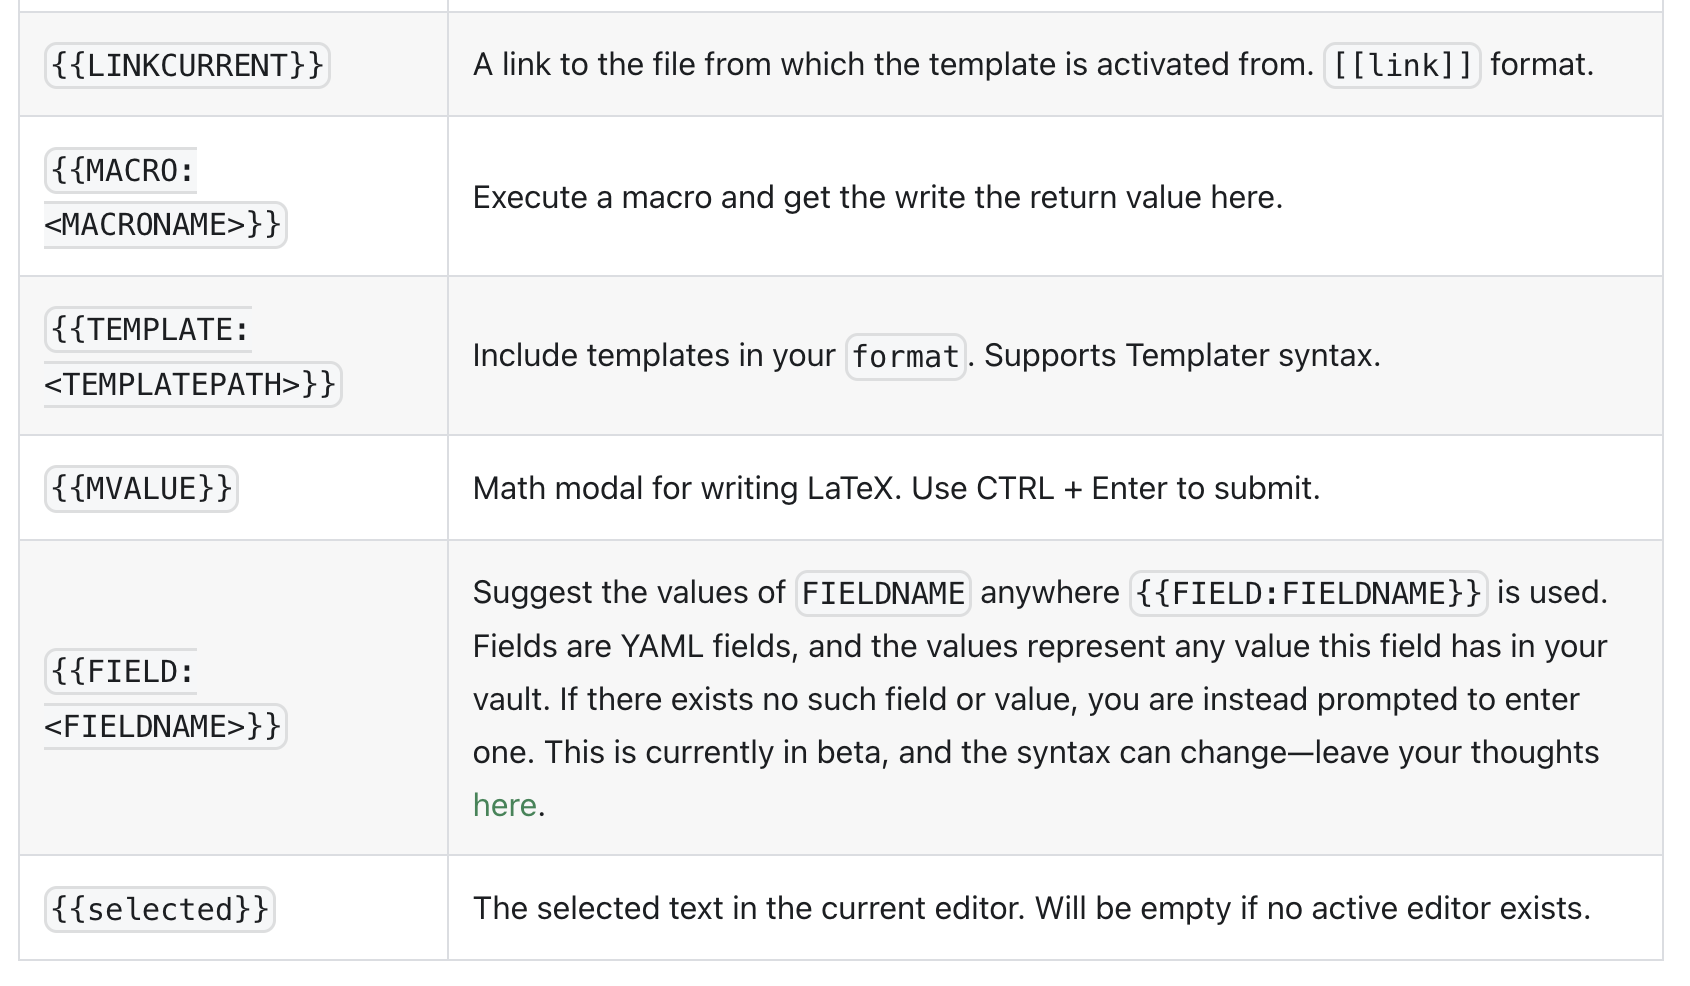 {{LINKCURRENT}}
A link to the file from which the template is activated from. [[link]] format.
{{MACRO:
<MACRONAME>}}
Execute a macro and get the write the return value here.
{{TEMPLATE:
<TEMPLATEPATH>}}
Include templates in your format. Supports Templater syntax.
{{MVALUE}}
Math modal for writing LaTeX. Use CTRL + Enter to submit.
{{FIELD:
<FIELDNAME>}}
Suggest the values of FIELDNAME anywhere {{FIELD:FIELDNAME}} is used.
Fields are YAML fields, and the values represent any value this field has in your
vault. If there exists no such field or value, you are instead prompted to enter
one. This is currently in beta, and the syntax can change—leave your thoughts
here.
{{selected}}
The selected text in the current editor. Will be empty if no active editor exists.